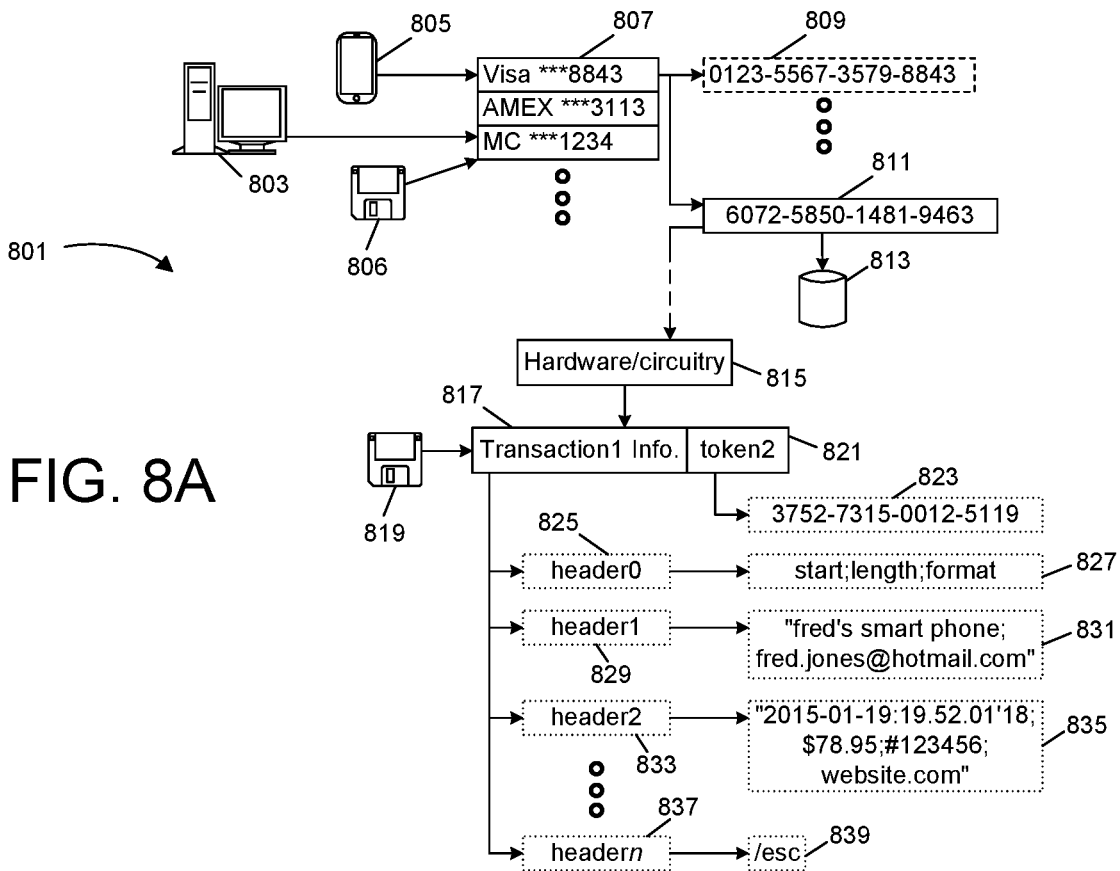 805
807
809
Visa ***8843
0123-5567-3579-8843
AMEX ***3113
MC ***1234
803
811
806
6072-5850-1481-9463
801
813
Hardware/circuitry
815
817
Transaction1 Info.
token2
821
FIG. 8A
819
823
3752-7315-0012-5119
825
header0
start;length;format
827
header1
"fred's smart phone;
fred.jones@hotmail.com"
831
829
header2
"2015-01-19:19.52.01'18;
$78.95;#123456;
website.com"
835
833
837
headern
/esc
839